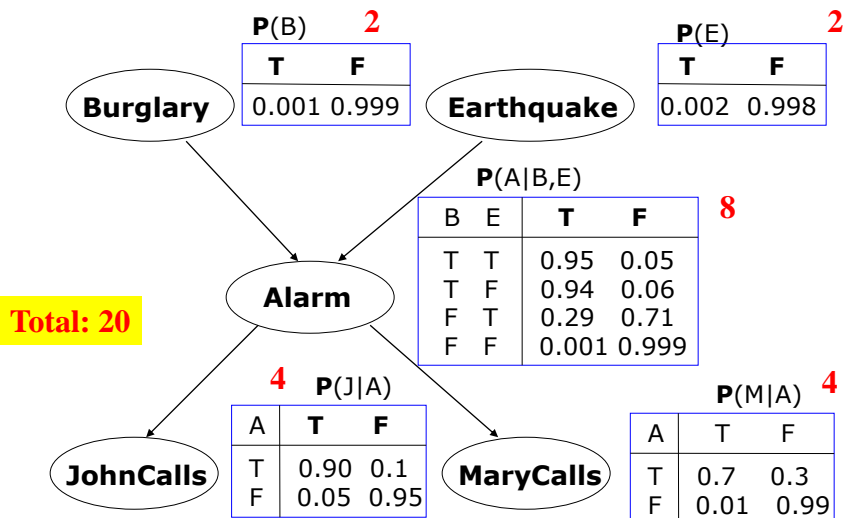 P(B) 2
T F
0.001 0.999
Burglary
P(E) 2
T F
0.002 0.998
Earthquake
P(A|B,E)
B E T F 8
T T 0.95 0.05
T F 0.94 0.06
F T 0.29 0.71
F F 0.001 0.999
Alarm
Total: 20
4 P(J|A)
A T F
T 0.90 0.1
F 0.05 0.95
JohnCalls
P(M|A) 4
A T F
T 0.7 0.3
F 0.01 0.99
MaryCalls